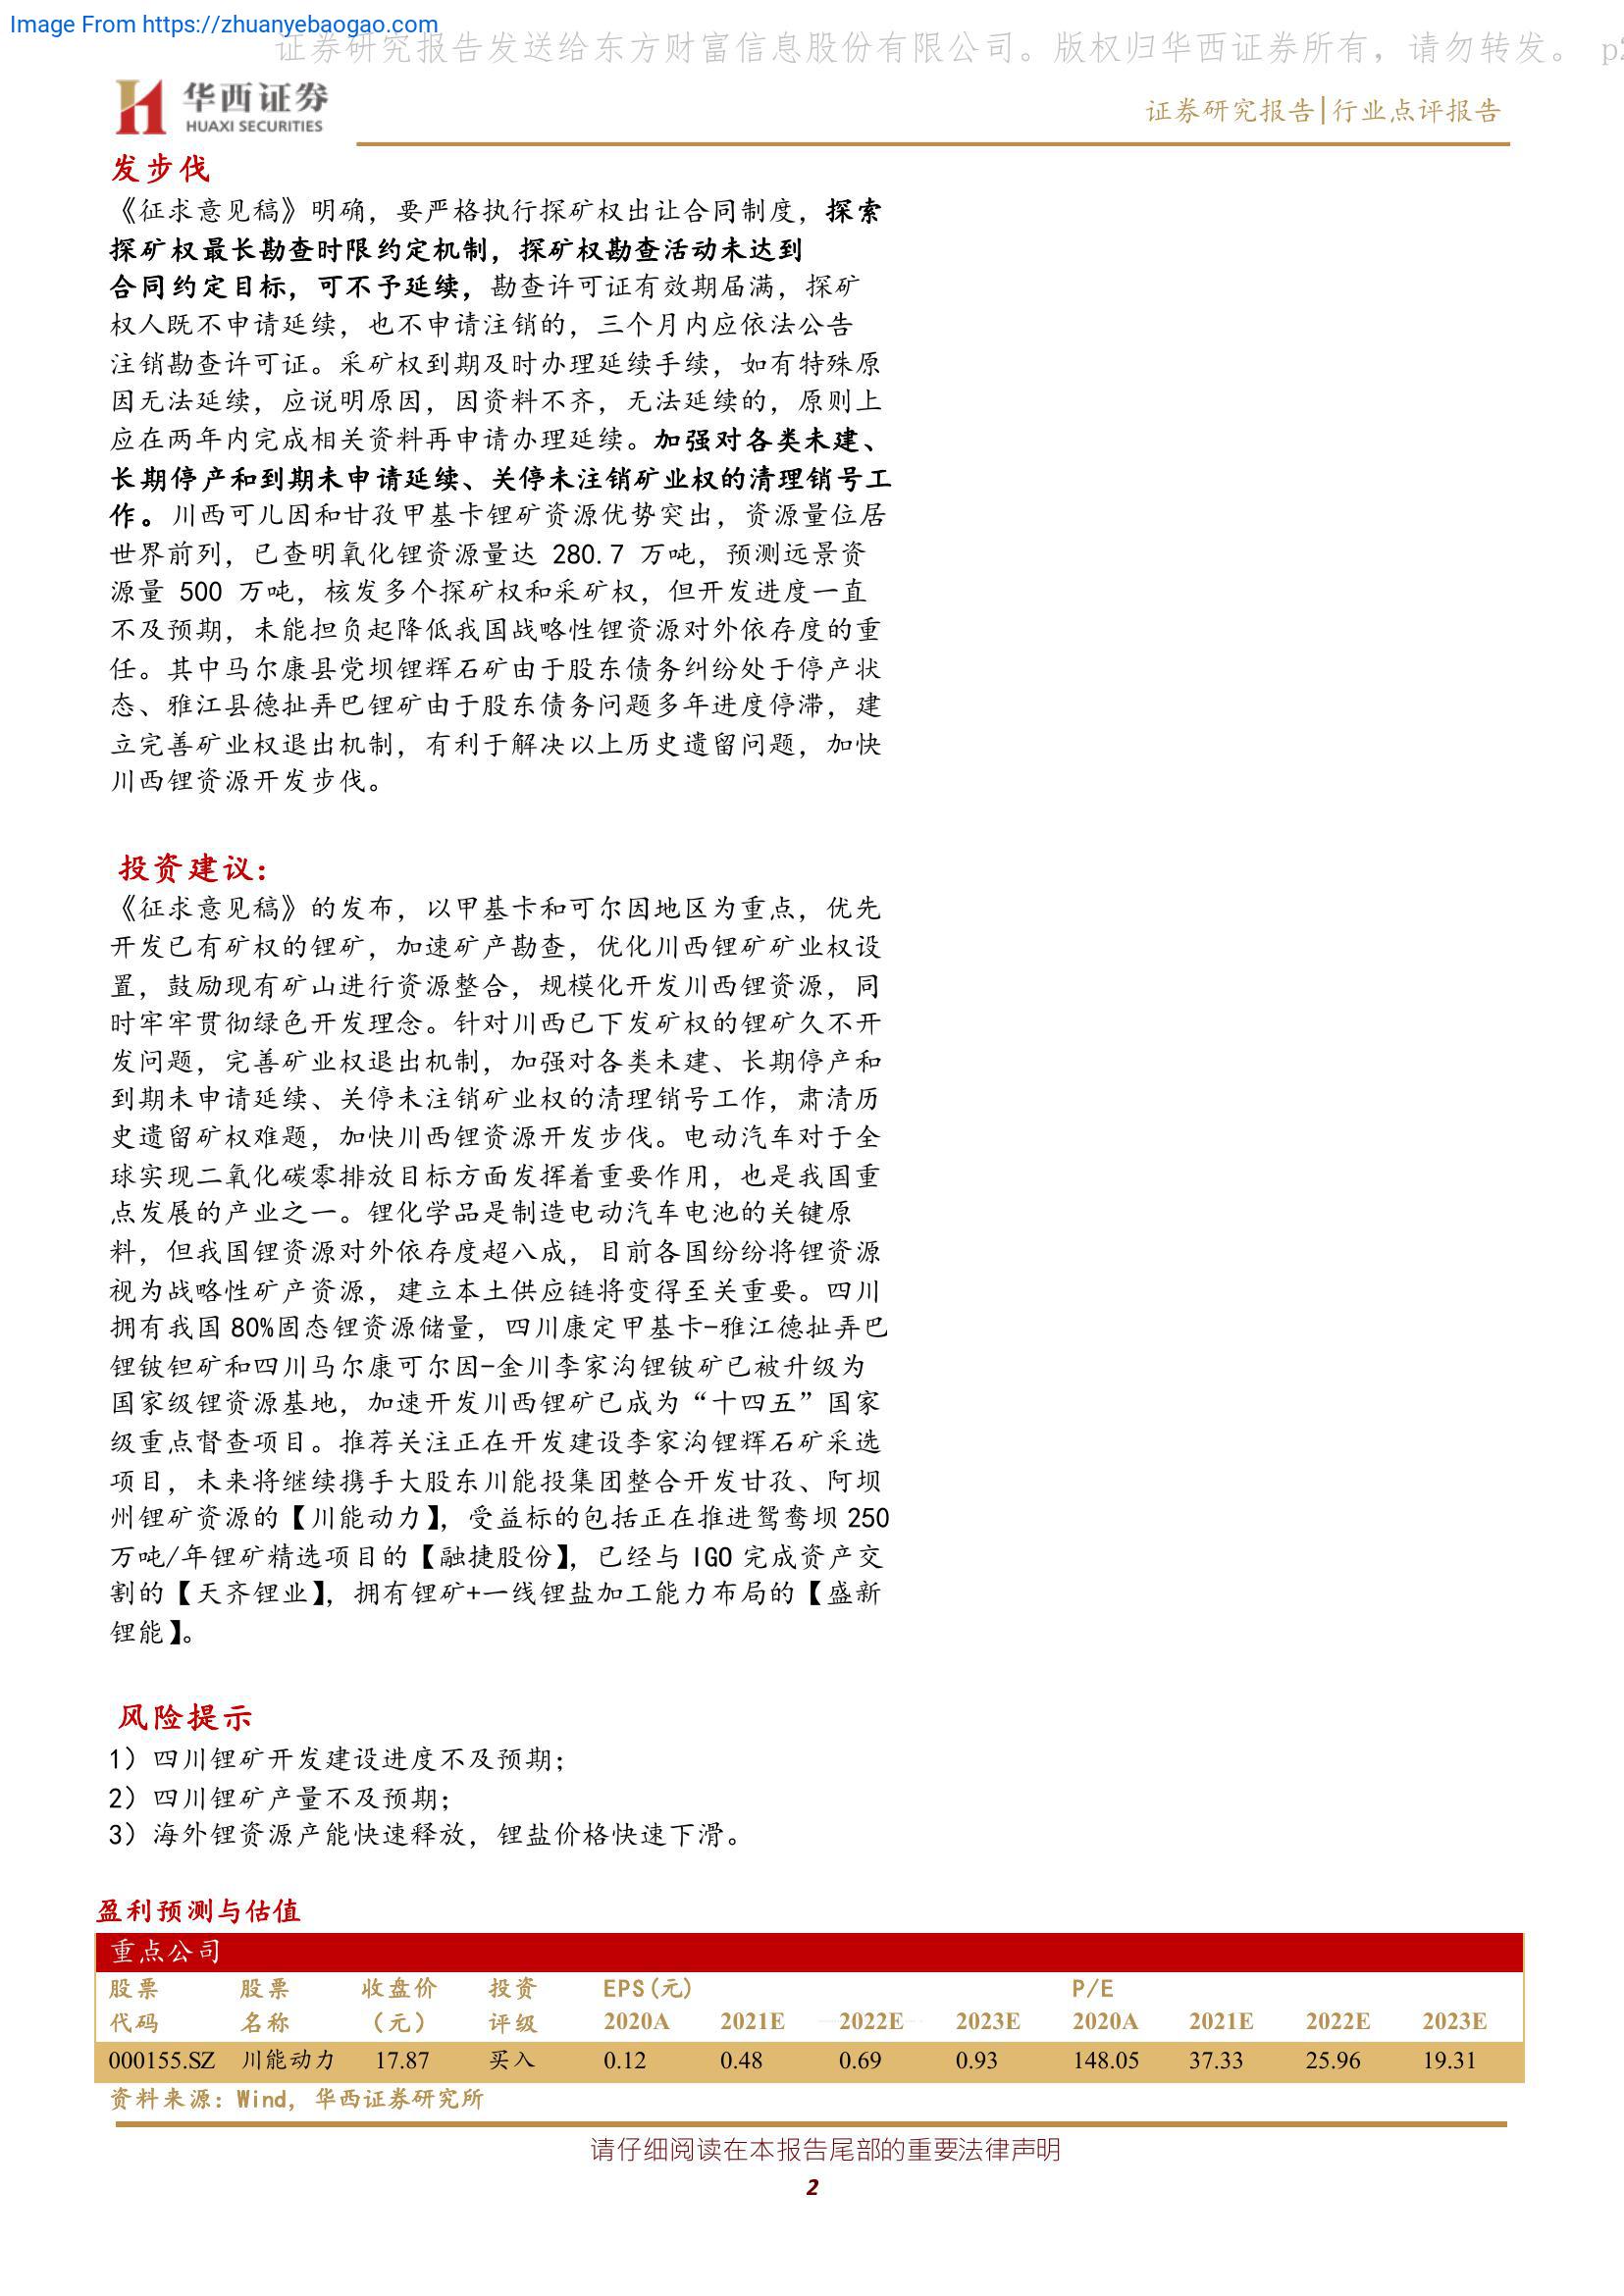 Image From https://zhuanyebaogao.com
证券研究报告发送给东方财富信息股份有限公司。版权归华西证券所有，请勿转发。 p2
华西证券
HUAXI SECURITIES
证券研究报告|行业点评报告
发步伐
《征求意见稿》明确，要严格执行探矿权出让合同制度，探索
探矿权最长勘查时限约定机制，探矿权勘查活动未达到
合同约定目标，可不予延续，勘查许可证有效期届满，探矿
权人既不申请延续，也不申请注销的，三个月内应依法公告
注销勘查许可证。采矿权到期及时办理延续手续，如有特殊原
因无法延续，应说明原因，因资料不齐，无法延续的，原则上
应在两年内完成相关资料再申请办理延续。加强对各类未建、
长期停产和到期未申请延续、关停未注销矿业权的清理销号工
作。川西可儿因和甘孜甲基卡锂矿资源优势突出，资源量位居
世界前列，已查明氧化锂资源量达 280.7 万吨，预测远景资
源量 500 万吨，核发多个探矿权和采矿权，但开发进度一直
不及预期，未能担负起降低我国战略性锂资源对外依存度的重
任。其中马尔康县党坝锂辉石矿由于股东债务纠纷处于停产状
态、雅江县德扯弄巴锂矿由于股东债务问题多年进度停滞，建
立完善矿业权退出机制，有利于解决以上历史遗留问题，加快
川西锂资源开发步伐。
投资建议：
《征求意见稿》的发布，以甲基卡和可尔因地区为重点，优先
开发已有矿权的锂矿，加速矿产勘查，优化川西锂矿矿业权设
置，鼓励现有矿山进行资源整合，规模化开发川西锂资源，同
时牢牢贯彻绿色开发理念。针对川西已下发矿权的锂矿久不开
发问题，完善矿业权退出机制，加强对各类未建、长期停产和
到期未申请延续、关停未注销矿业权的清理销号工作，肃清历
史遗留矿权难题，加快川西锂资源开发步伐。电动汽车对于全
球实现二氧化碳零排放目标方面发挥着重要作用，也是我国重
点发展的产业之一。锂化学品是制造电动汽车电池的关键原
料，但我国锂资源对外依存度超八成，目前各国纷纷将锂资源
视为战略性矿产资源，建立本土供应链将变得至关重要。四川
拥有我国 80%固态锂资源储量，四川康定甲基卡-雅江德扯弄巴
锂铍钽矿和四川马尔康可尔因-金川李家沟锂铍矿已被升级为
国家级锂资源基地，加速开发川西锂矿已成为“十四五”国家
级重点督查项目。推荐关注正在开发建设李家沟锂辉石矿采选
项目，未来将继续携手大股东川能投集团整合开发甘孜、阿坝
州锂矿资源的【川能动力】，受益标的包括正在推进鸳鸯坝 250
万吨/年锂矿精选项目的【融捷股份】，已经与 IGO 完成资产交
割的【天齐锂业】，拥有锂矿+一线锂盐加工能力布局的【盛新
锂能】。
风险提示
1）四川锂矿开发建设进度不及预期；
2）四川锂矿产量不及预期；
3）海外锂资源产能快速释放，锂盐价格快速下滑。
盈利预测与估值
重点公司
股票 股票 收盘价 投资 EPS(元) P/E
代码 名称 （元） 评级 2020A 2021E 2022E 2023E 2020A 2021E 2022E 2023E
000155.SZ 川能动力 17.87 买入 0.12 0.48 0.69 0.93 148.05 37.33 25.96 19.31
资料来源：Wind，华西证券研究所
请仔细阅读在本报告尾部的重要法律声明
2